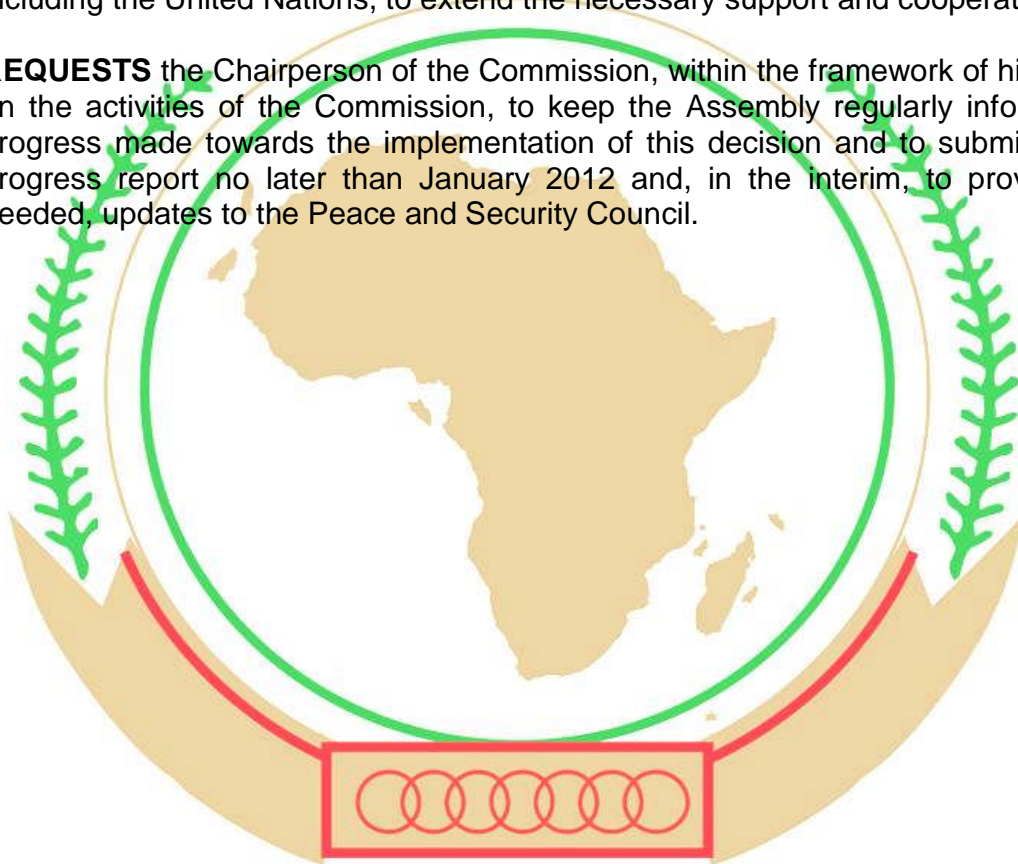 cluding the United Nations, to extend the necessary support and cooperat
EQUESTS the Chairperson of the Commission, within the framework of hi
n the activities of the Commission, to keep the Assembly regularly info
rogress made towards the implementation of this decision and to submi
rogress report no later than January 2012 and, in the interim, to prov
eeded, updates to the Peace and Security Council.